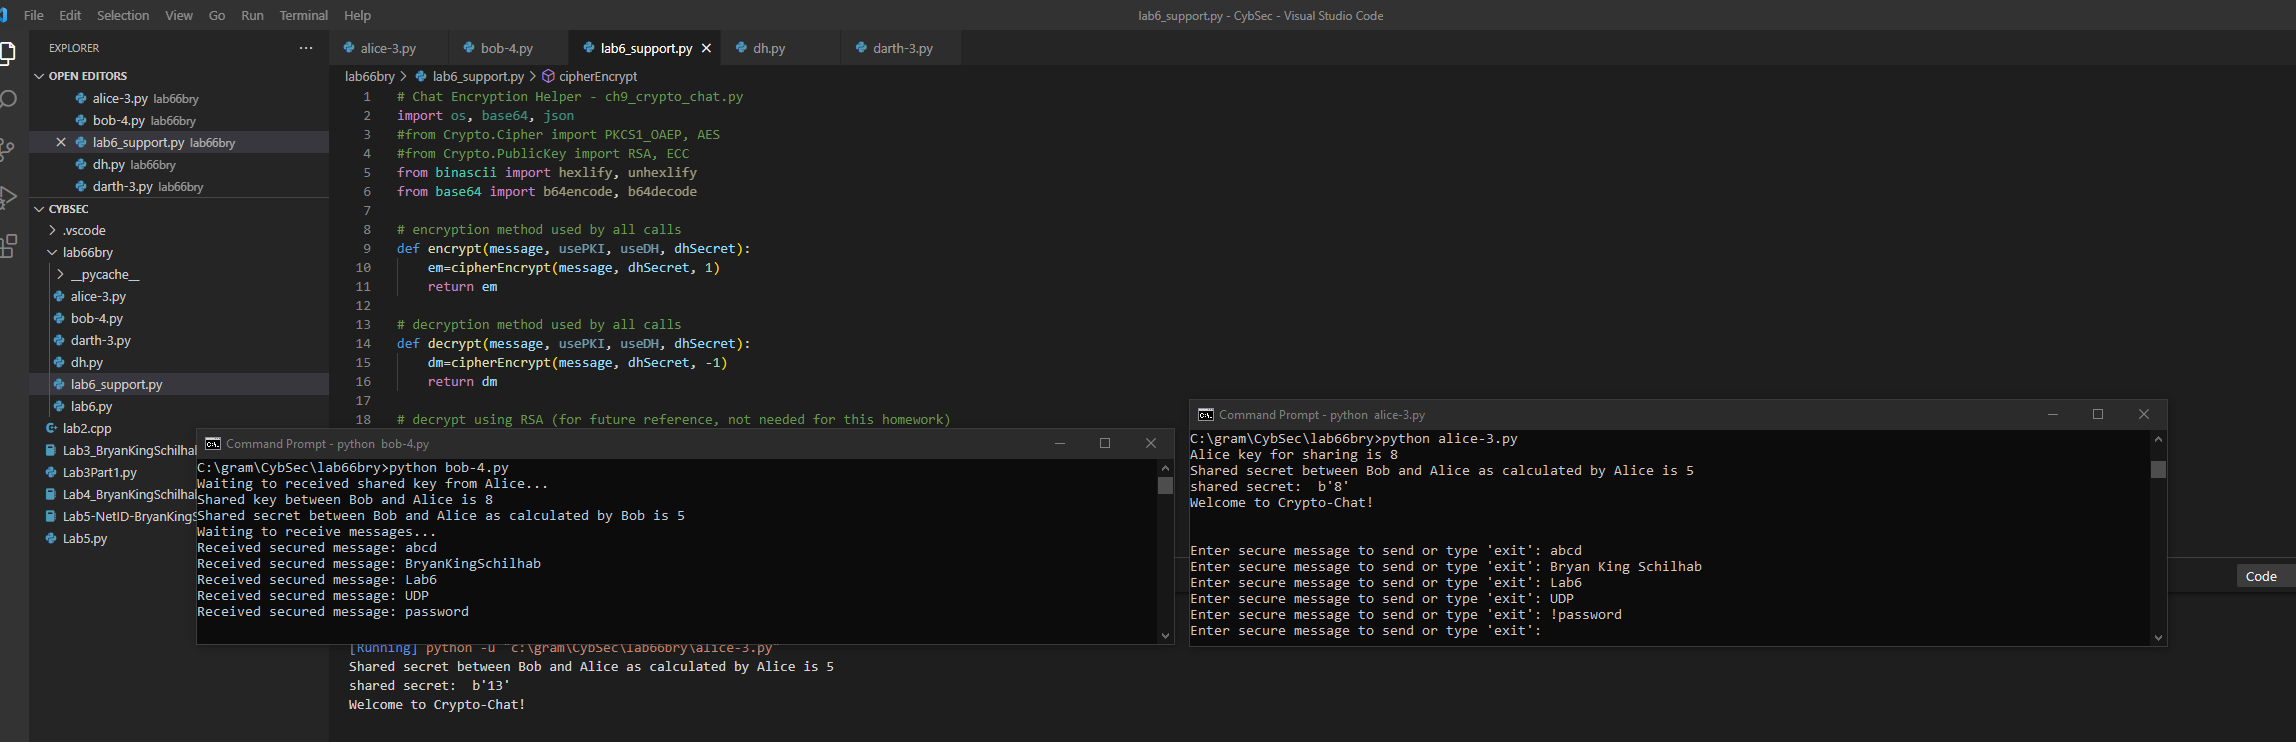 File Edit Selection View Go Run Terminal Help
lab6_support.py - CybSec - Visual Studio Code
EXPLORER ···
OPEN EDITORS
alice-3.py lab66bry
bob-4.py lab66bry
lab6_support.py lab66bry
dh.py lab66bry
darth-3.py lab66bry
CYBSEC
.vscode
lab66bry
__pycache__
alice-3.py
bob-4.py
darth-3.py
dh.py
lab6_support.py
lab6.py
lab2.cpp
Lab3_BryanKingSchilhal
Lab3Part1.py
Lab4_BryanKingSchilhal
Lab5-NetID-BryanKingS
Lab5.py
alice-3.py bob-4.py lab6_support.py dh.py darth-3.py
lab66bry > lab6_support.py > cipherEncrypt
1 # Chat Encryption Helper - ch9_crypto_chat.py
2 import os, base64, json
3 #from Crypto.Cipher import PKCS1_OAEP, AES
4 #from Crypto.PublicKey import RSA, ECC
5 from binascii import hexlify, unhexlify
6 from base64 import b64encode, b64decode
7
8 # encryption method used by all calls
9 def encrypt(message, usePKI, useDH, dhSecret):
10 em=cipherEncrypt(message, dhSecret, 1)
11 return em
12
13 # decryption method used by all calls
14 def decrypt(message, usePKI, useDH, dhSecret):
15 dm=cipherEncrypt(message, dhSecret, -1)
16 return dm
17
18 # decrypt using RSA (for future reference, not needed for this homework)
Command Prompt - python bob-4.py
C:\gram\CybSec\lab66bry>python bob-4.py
Waiting to received shared key from Alice...
Shared key between Bob and Alice is 8
Shared secret between Bob and Alice as calculated by Bob is 5
Waiting to receive messages...
Received secured message: abcd
Received secured message: BryanKingSchilhab
Received secured message: Lab6
Received secured message: UDP
Received secured message: password
Command Prompt - python alice-3.py
C:\gram\CybSec\lab66bry>python alice-3.py
Alice key for sharing is 8
Shared secret between Bob and Alice as calculated by Alice is 5
shared secret:  b'8'
Welcome to Crypto-Chat!
Enter secure message to send or type 'exit': abcd
Enter secure message to send or type 'exit': Bryan King Schilhab
Enter secure message to send or type 'exit': Lab6
Enter secure message to send or type 'exit': UDP
Enter secure message to send or type 'exit': !password
Enter secure message to send or type 'exit':
Code
[Running] python -u "c:\gram\CybSec\lab66bry\alice-3.py"
Shared secret between Bob and Alice as calculated by Alice is 5
shared secret:  b'13'
Welcome to Crypto-Chat!